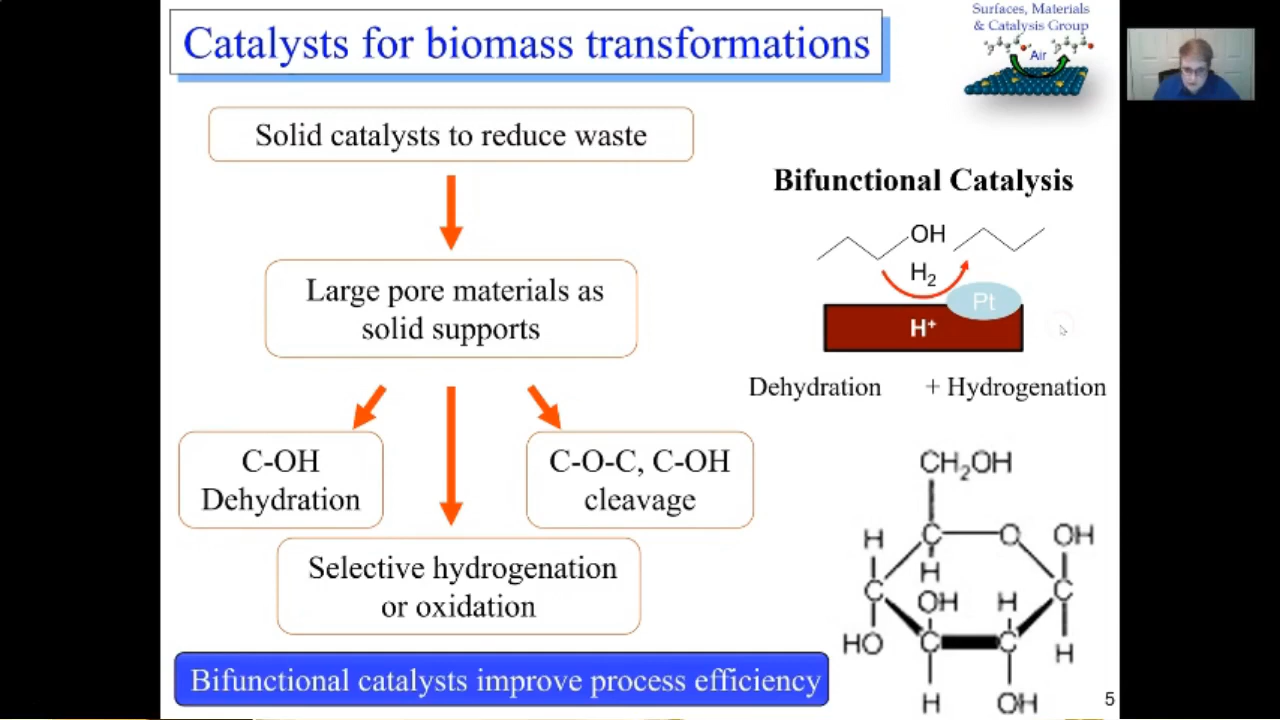 Catalysts for biomass transformations
Surfaces, Materials
& Catalysis Group
Air
Solid catalysts to reduce waste
Large pore materials as
solid supports
C-OH
Dehydration
C-O-C, C-OH
cleavage
Selective hydrogenation
or oxidation
Bifunctional catalysts improve process efficiency
Bifunctional Catalysis
OH
H₂
Pt
H⁺
Dehydration + Hydrogenation
CH₂OH
H C O OH
H
C OH H C
HO C C H
H OH
5